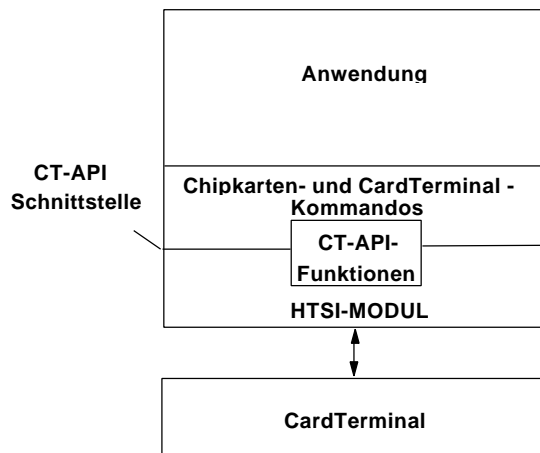 Anwendung
CT-API
Schnittstelle
Chipkarten- und CardTerminal -
Kommandos
CT-API-
Funktionen
HTSI-MODUL
CardTerminal